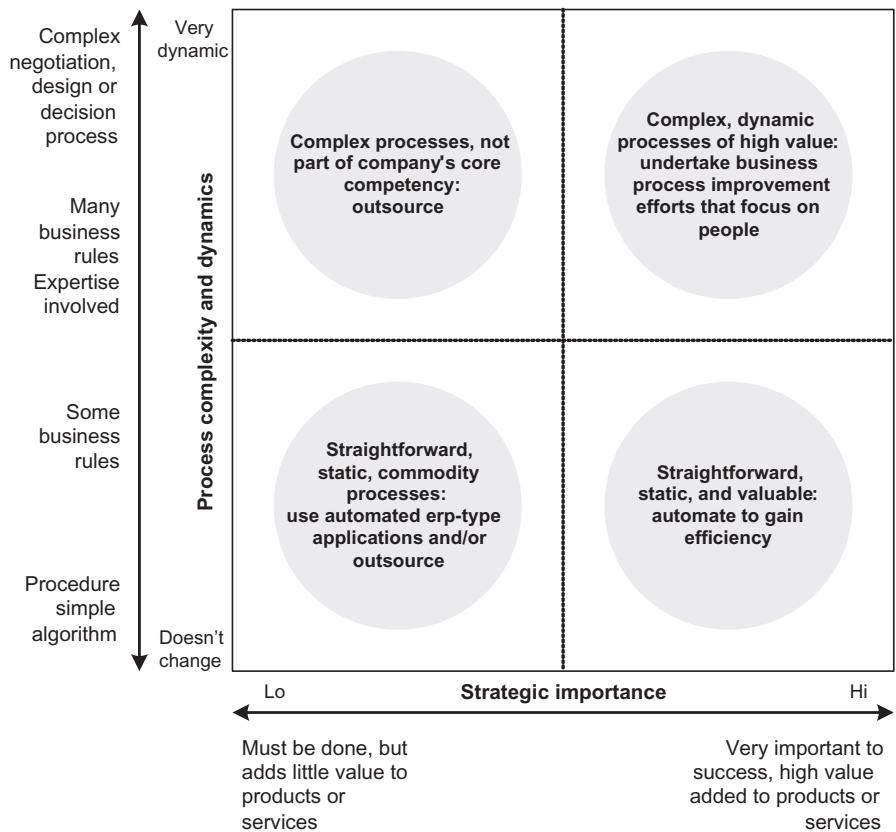 Complex
negotiation,
design or
decision
process
Many
business
rules
Expertise
involved
Some
business
rules
Procedure
simple
algorithm
Very
dynamic
Process complexity and dynamics
Doesn't
change
Complex processes, not
part of company's core
competency:
outsource
Complex, dynamic
processes of high value:
undertake business
process improvement
efforts that focus on
people
Straightforward,
static, commodity
processes:
use automated erp-type
applications and/or
outsource
Straightforward,
static, and valuable:
automate to gain
efficiency
Lo
Strategic importance
Hi
Must be done, but
adds little value to
products or
services
Very important to
success, high value
added to products or
services